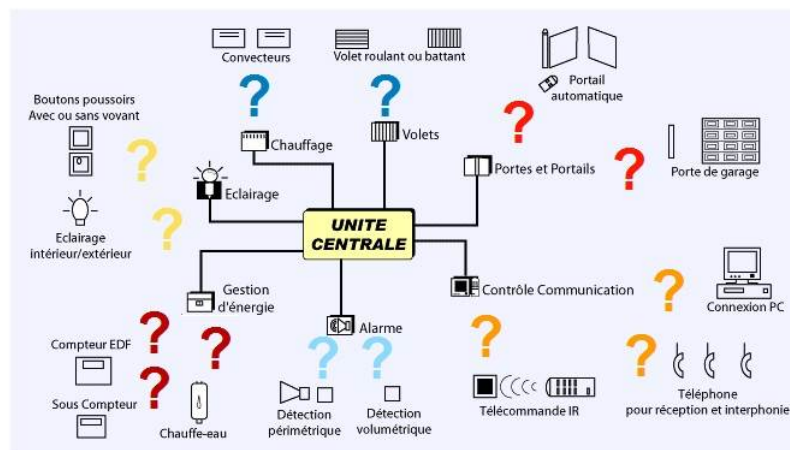 Convecteurs
Volet roulant ou battant
Portail
automatique
Boutons poussoirs
Avec ou sans voyant
?
?
?
?
?
Chauffage
Volets
Portes et Portails
Porte de garage
Eclairage
?
UNITE
CENTRALE
Eclairage
intérieur/extérieur
Gestion
d'énergie
Contrôle Communication
?
Connexion PC
Alarme
Compteur EDF
?
?
?
?
?
?
?
Sous Compteur
Chauffe-eau
Détection
périmétrique
Détection
volumétrique
Télécommande IR
Téléphone
pour réception et interphonie